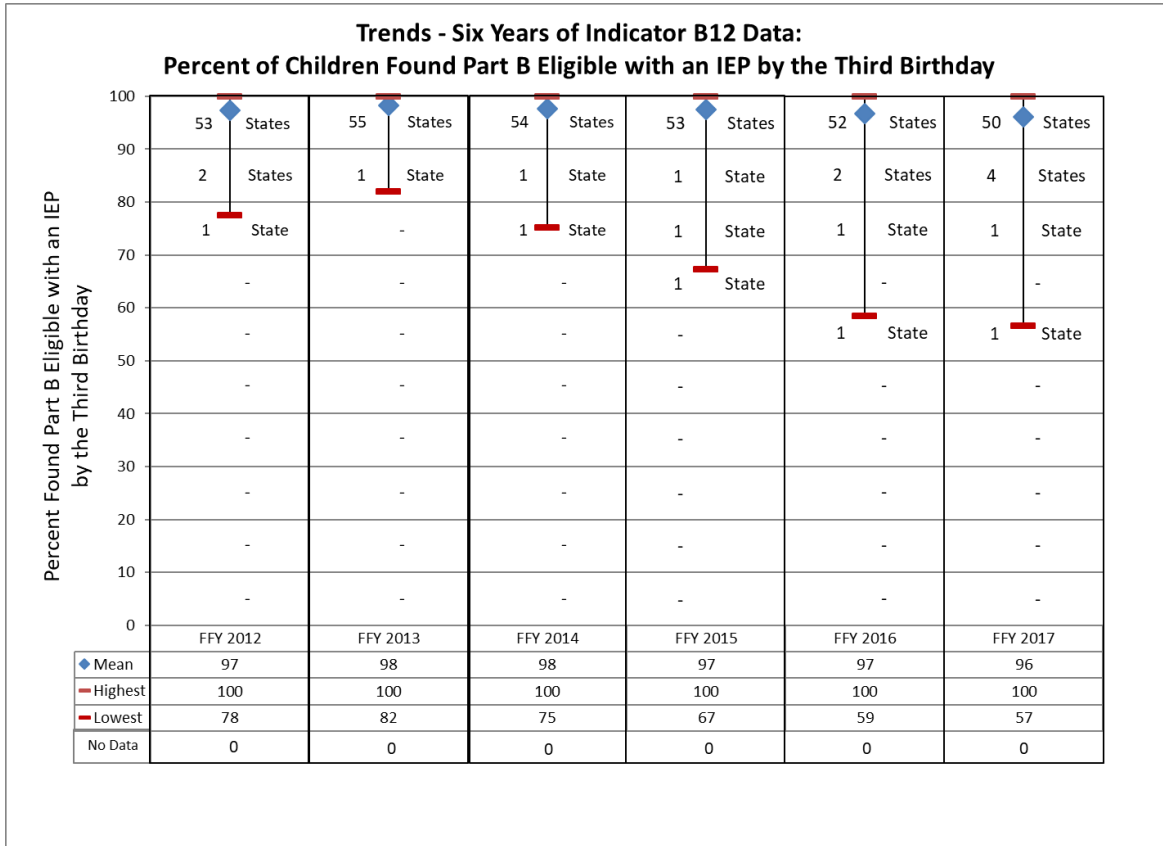 Trends - Six Years of Indicator B12 Data:
Percent of Children Found Part B Eligible with an IEP by the Third Birthday
Percent Found Part B Eligible with an IEP
by the Third Birthday
100
53 States 55 States 54 States 53 States 52 States 50 States
90
2 States 1 State 1 State 1 State 2 States 4 States
80
1 State - 1 State 1 State 1 State 1 State
70
- - - 1 State - -
60
- - - - 1 State 1 State
50
- - - - - -
40
- - - - - -
30
- - - - - -
20
- - - - - -
10
- - - - - -
0
FFY 2012 FFY 2013 FFY 2014 FFY 2015 FFY 2016 FFY 2017
Mean 97 98 98 97 97 96
Highest 100 100 100 100 100 100
Lowest 78 82 75 67 59 57
No Data 0 0 0 0 0 0